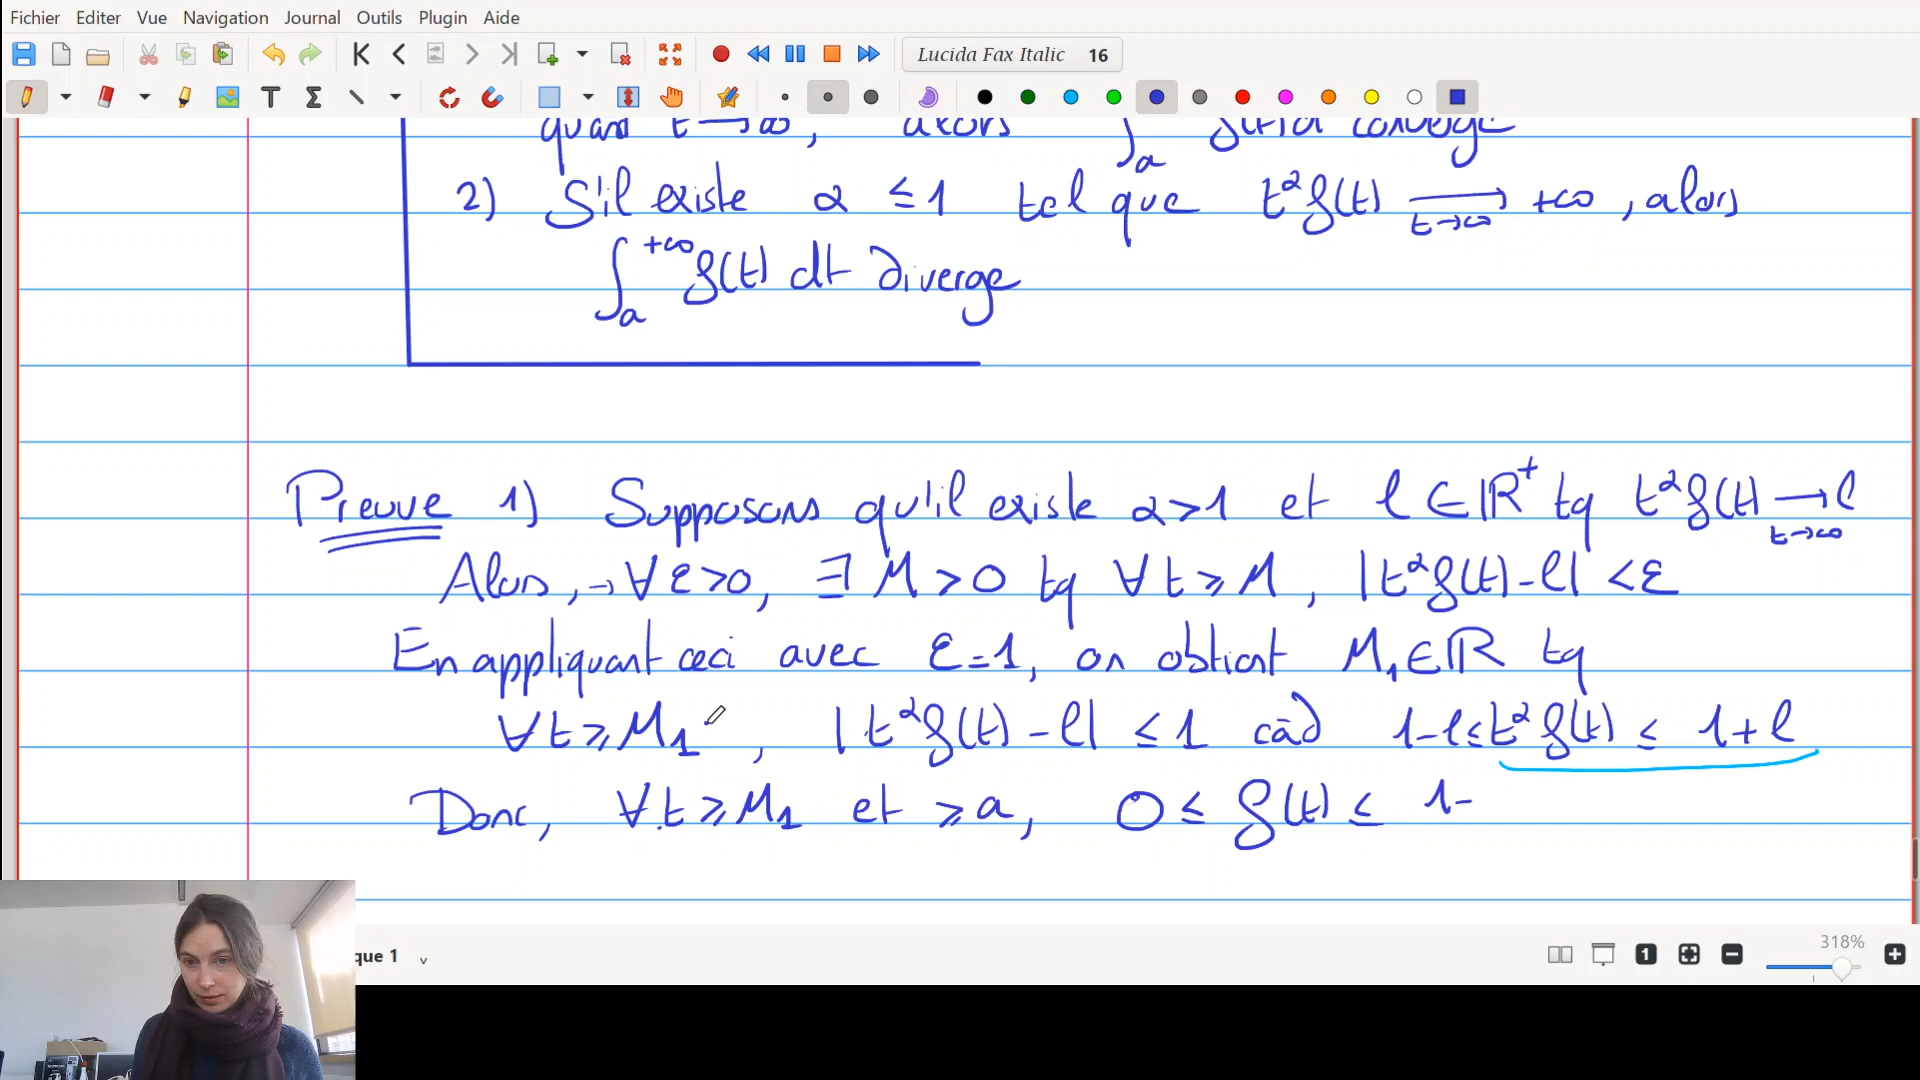 Fichier Editer Vue Navigation Journal Outils Plugin Aide
Lucida Fax Italic 16
quand t → ∞, alors ∫_a f(t)dt converge
2) S'il existe α ≤ 1 tel que t^α f(t) →_{t→∞} +∞, alors
∫_a^{+∞} f(t) dt diverge
Preuve 1) Supposons qu'il existe α>1 et l ∈ ℝ⁺ tq t^α f(t) →_{t→∞} l
Alors, → ∀ ε>0, ∃ M > 0 tq ∀ t ≥ M, |t^α f(t) - l| < ε
En appliquant ceci avec ε=1, on obtient M₁ ∈ ℝ tq
∀ t ≥ M₁, |t^α f(t) - l| ≤ 1 càd 1-l ≤ t^α f(t) ≤ 1+l
Donc, ∀ t ≥ M₁ et ≥ a, 0 ≤ f(t) ≤ 1-
que 1
318%